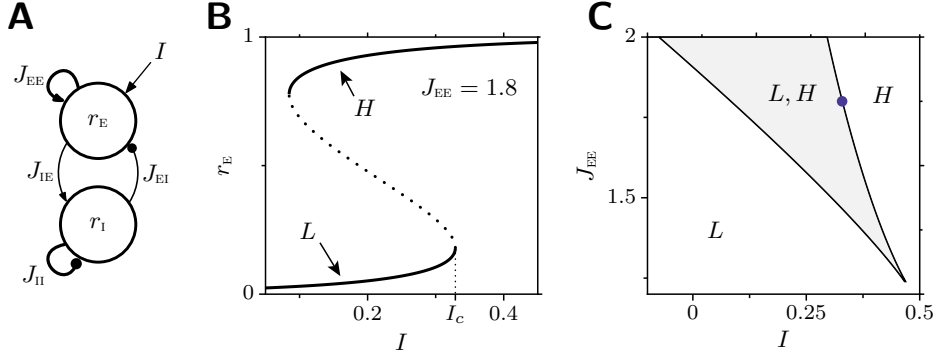 A
I
J_EE
r_E
J_IE
J_EI
r_I
J_II
B
1
J_EE = 1.8
H
r_E
L
0
0.2
I_c
0.4
I
C
2
L, H
H
J_EE
1.5
L
0
0.25
0.5
I